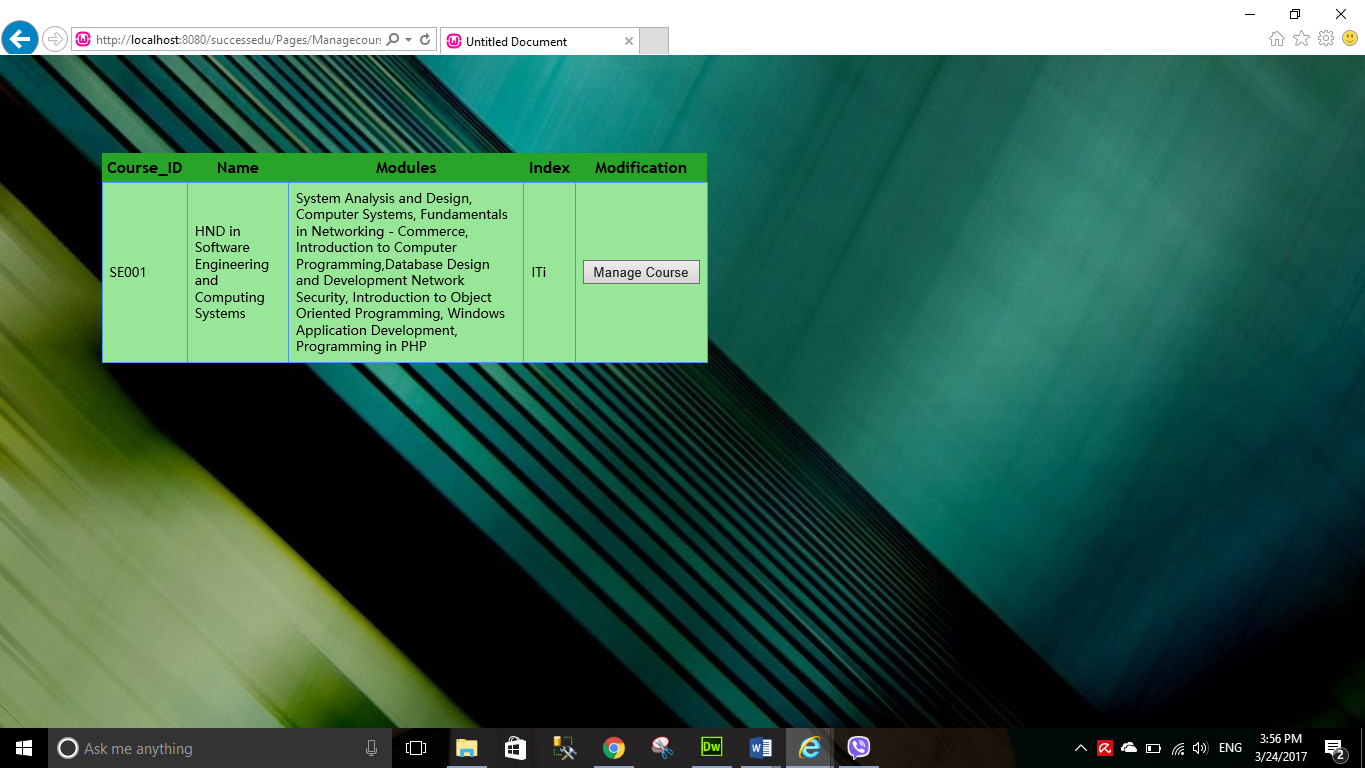 http://localhost:8080/successedu/Pages/Managecour
Untitled Document
Course_ID Name Modules Index Modification
SE001
HND in
Software
Engineering
and
Computing
Systems
System Analysis and Design,
Computer Systems, Fundamentals
in Networking - Commerce,
Introduction to Computer
Programming,Database Design
and Development Network
Security, Introduction to Object
Oriented Programming, Windows
Application Development,
Programming in PHP
ITi
Manage Course
Ask me anything
Dw
ENG
3:56 PM
3/24/2017
2